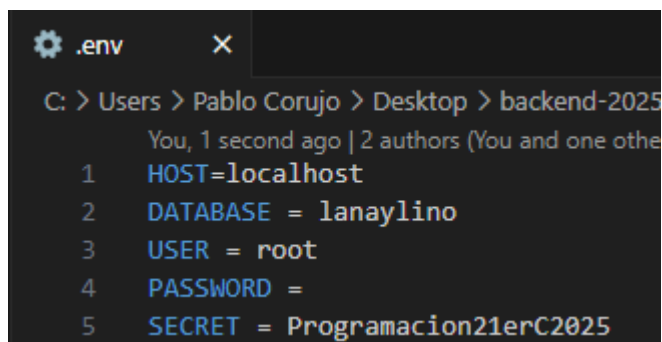 .env ×
C: > Users > Pablo Corujo > Desktop > backend-2025
You, 1 second ago | 2 authors (You and one othe
1 HOST=localhost
2 DATABASE = lanaylino
3 USER = root
4 PASSWORD =
5 SECRET = Programacion21erC2025